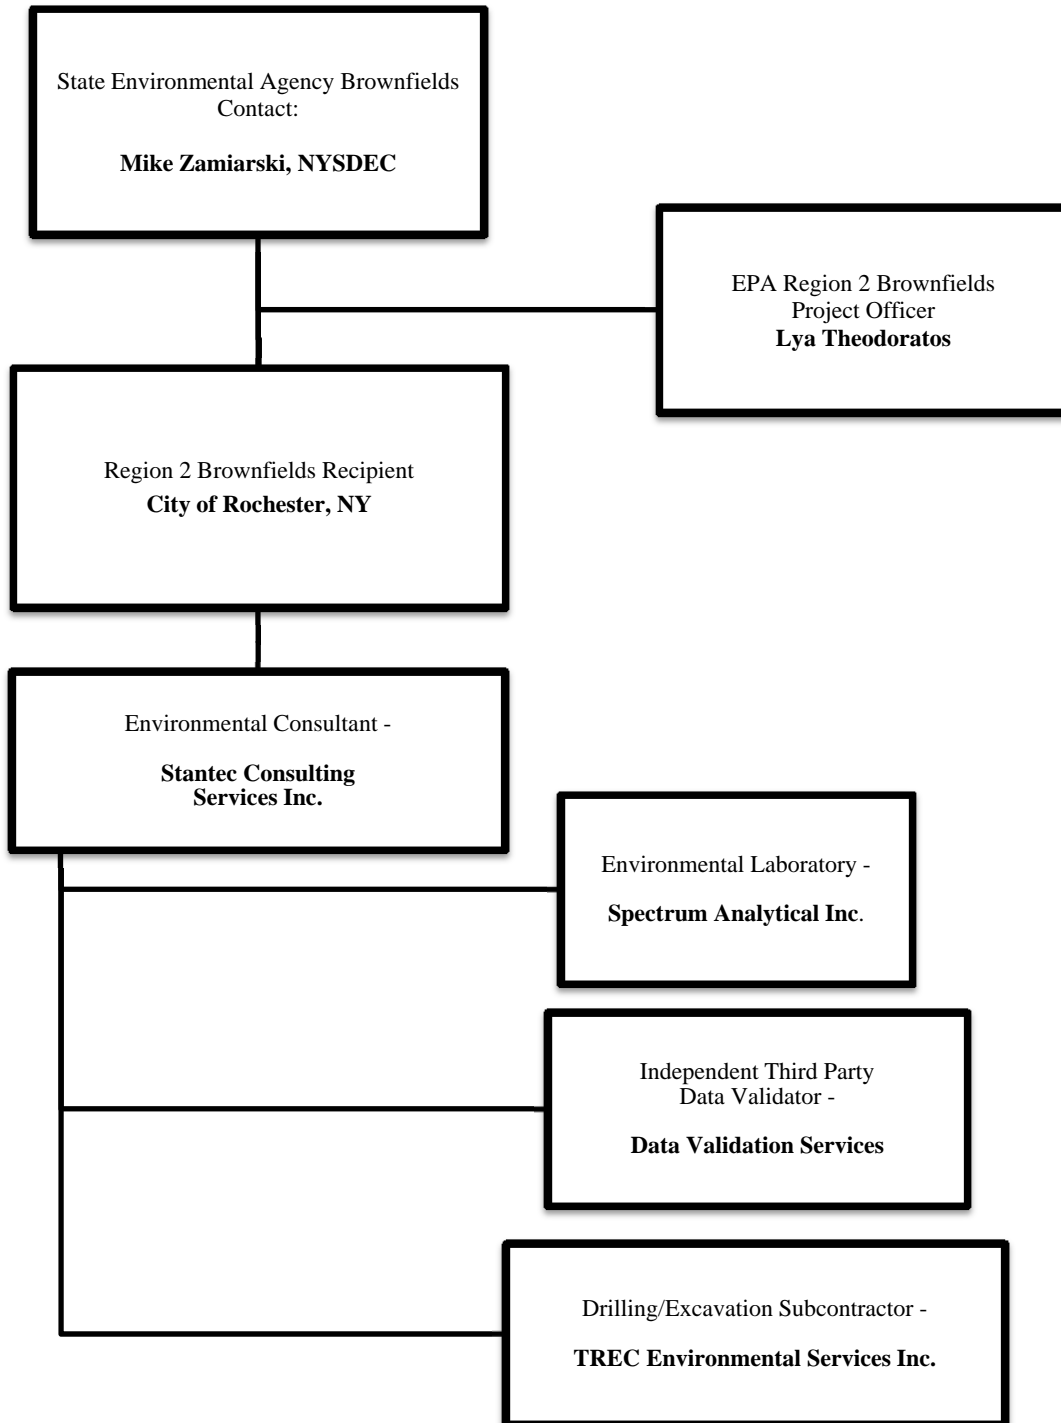 State Environmental Agency Brownfields
Contact:
Mike Zamiarski, NYSDEC
EPA Region 2 Brownfields
Project Officer
Lya Theodoratos
Region 2 Brownfields Recipient
City of Rochester, NY
Environmental Consultant -
Stantec Consulting
Services Inc.
Environmental Laboratory -
Spectrum Analytical Inc.
Independent Third Party
Data Validator -
Data Validation Services
Drilling/Excavation Subcontractor -
TREC Environmental Services Inc.